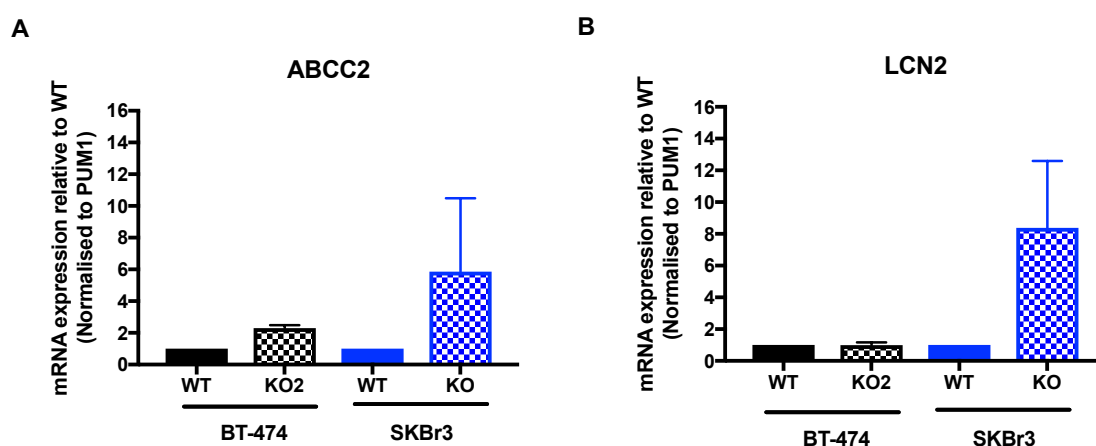 A
ABCC2
mRNA expression relative to WT
(Normalised to PUM1)
16
14
12
10
8
6
4
2
0
WT KO2 WT KO
BT-474 SKBr3
B
LCN2
mRNA expression relative to WT
(Normalised to PUM1)
16
14
12
10
8
6
4
2
0
WT KO2 WT KO
BT-474 SKBr3